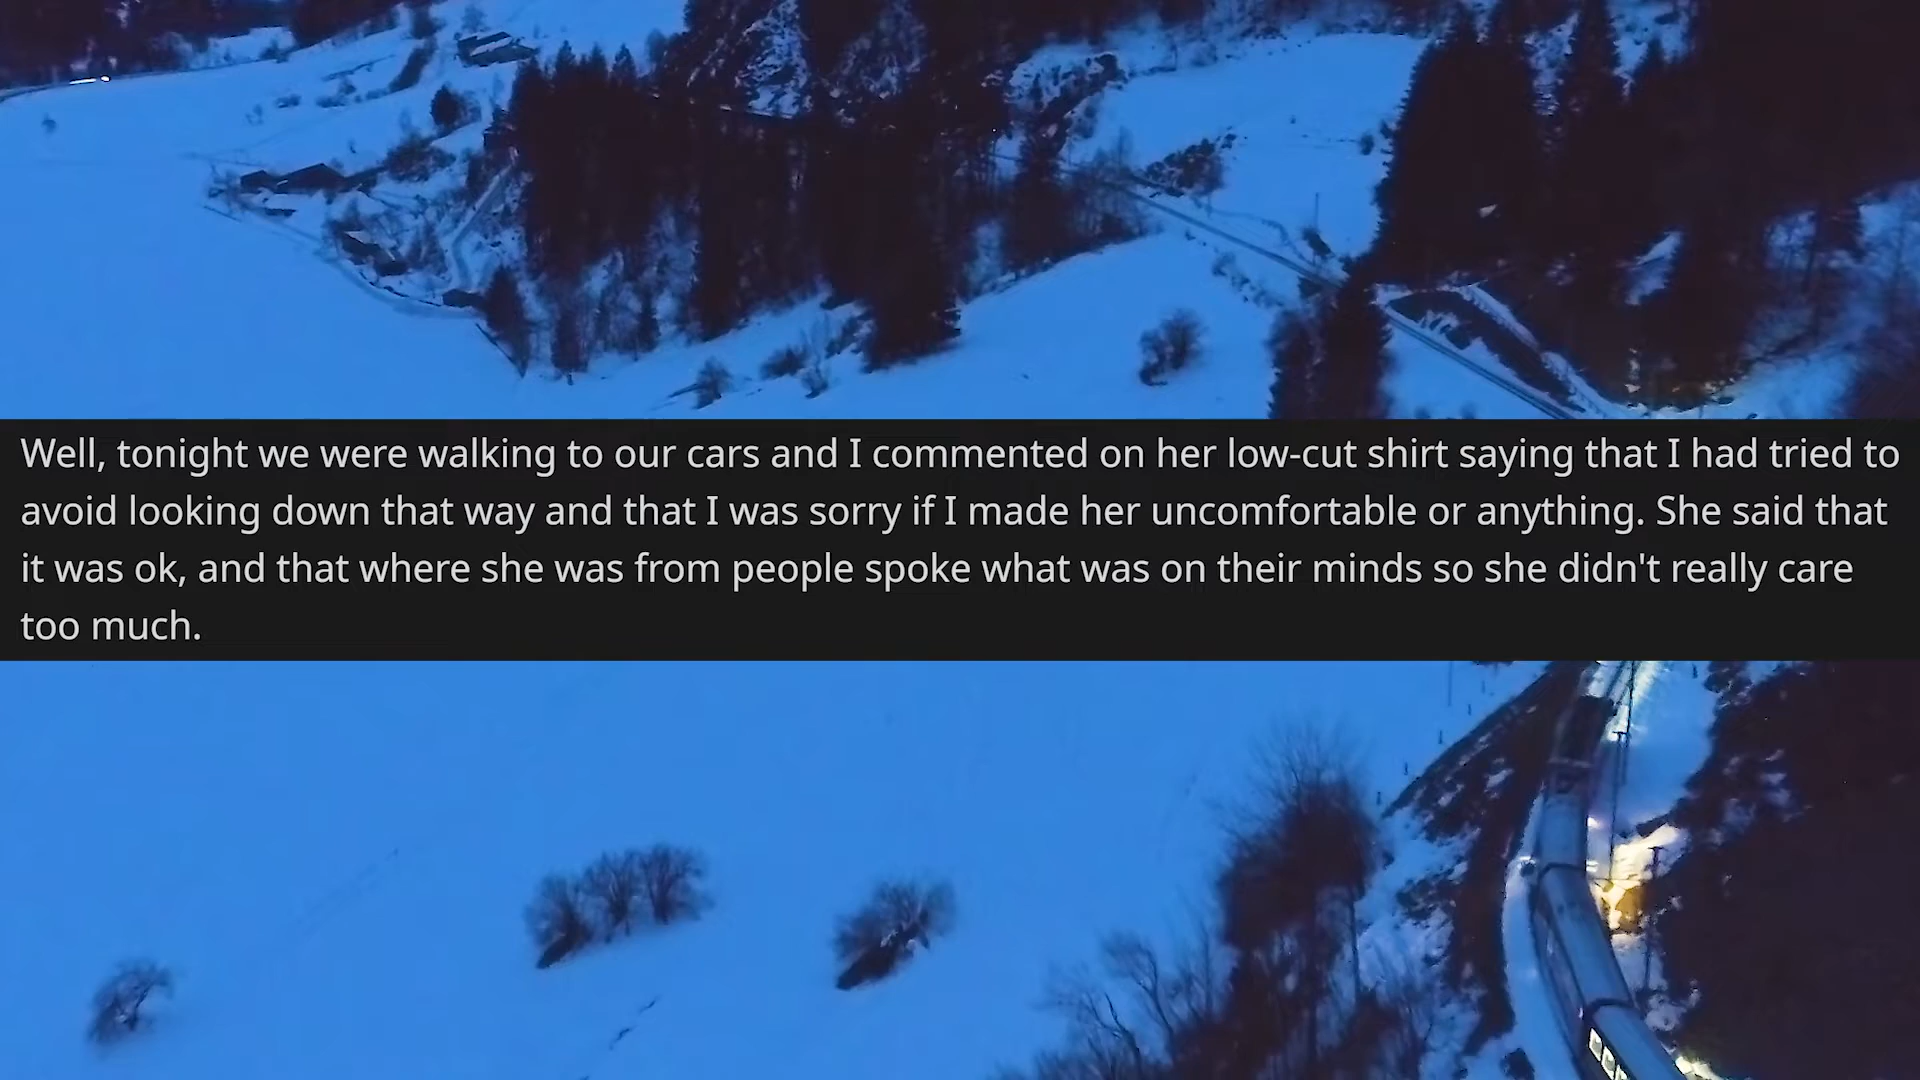 Well, tonight we were walking to our cars and I commented on her low-cut shirt saying that I had tried to
avoid looking down that way and that I was sorry if I made her uncomfortable or anything. She said that
it was ok, and that where she was from people spoke what was on their minds so she didn't really care
too much.